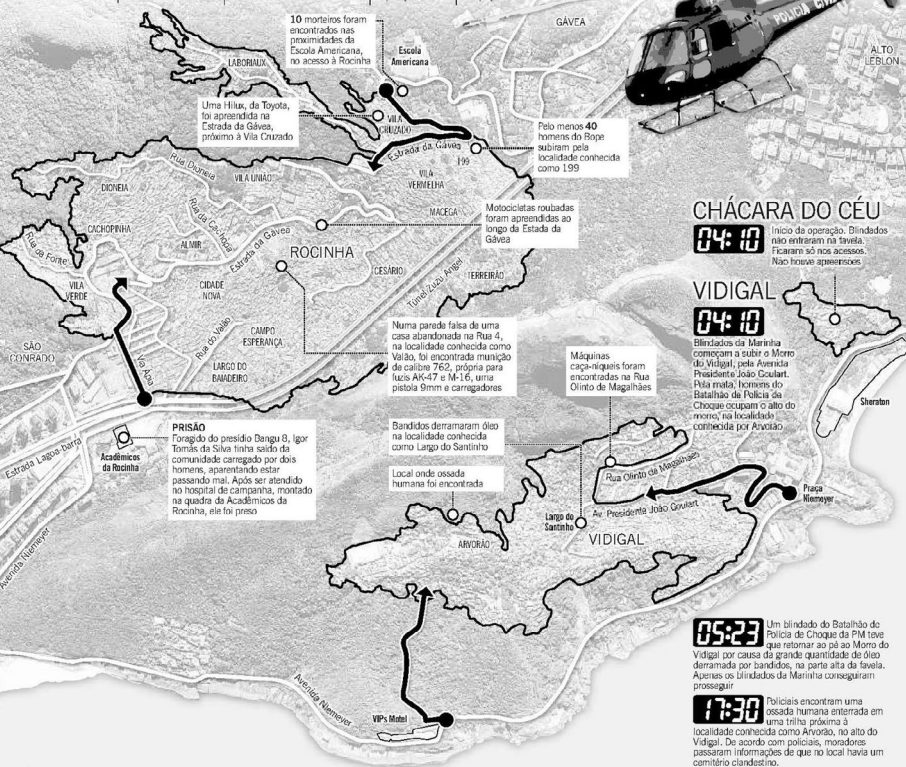 10 morteiros foram
encontrados nas
proximidades da
Escola Americana,
no acesso à Rocinha
GÁVEA
POLÍCIA CIVIL
ALTO
LEBLON
Escola
Americana
LABORIAUX
Uma Hilux, da Toyota,
foi apreendida na
Estrada da Gávea,
próximo à Vila Cruzado
VILA
CRUZADO
Estrada da Gávea
199
Pelo menos 40
homens do Bope
subiram pela
localidade conhecida
como 199
Rua Dioneia
DIONEIA
VILA UNIÃO
VILA
VERMELHA
MACEGA
Motocicletas roubadas
foram apreendidas ao
longo da Estada da
Gávea
CACHOPINHA
Rua da Cachopa
ALMIR
Estrada da Gávea
ROCINHA
Rua da Fonte
VILA
VERDE
CIDADE
NOVA
CESÁRIO
TERREIRÃO
Túnel Zuzu Angel
CHÁCARA DO CÉU
04:10
Início da operação. Blindados
não entraram na favela.
Ficaram só nos acessos.
Não houve apreensões
VIDIGAL
04:10
Blindados da Marinha
começam a subir o Morro
do Vidigal, pela Avenida
Presidente João Goulart.
Pela mata, homens do
Batalhão de Polícia de
Choque ocupam o alto do
morro, na localidade
conhecida por Arvorão
SÃO
CONRADO
Via Ápia
Rua do Valão
CAMPO
ESPERANÇA
LARGO DO
BAIADEIRO
Numa parede falsa de uma
casa abandonada na Rua 4,
na localidade conhecida como
Valão, foi encontrada munição
de calibre 762, própria para
fuzis AK-47 e M-16, uma
pistola 9mm e carregadores
Máquinas
caça-níqueis foram
encontradas na Rua
Olinto de Magalhães
Sheraton
Estrada Lagoa-barra
Acadêmicos
da Rocinha
PRISÃO
Foragido do presídio Bangu 8, Igor
Tomás da Silva tinha saído da
comunidade carregado por dois
homens, aparentando estar
passando mal. Após ser atendido
no hospital de campanha, montado
na quadra da Acadêmicos da
Rocinha, ele foi preso
Bandidos derramaram óleo
na localidade conhecida
como Largo do Santinho
Local onde ossada
humana foi encontrada
Rua Olinto de Magalhães
Av. Presidente João Goulart
Praça
Niemeyer
Largo do
Santinho
VIDIGAL
ARVORÃO
Avenida Niemeyer
Avenida Niemeyer
VIPs Motel
05:23
Um blindado do Batalhão de
Polícia de Choque da PM teve
que retornar ao pé ao Morro do
Vidigal por causa da grande quantidade de óleo
derramada por bandidos, na parte alta da favela.
Apenas os blindados da Marinha conseguiram
prosseguir
17:30
Policiais encontram uma
ossada humana enterrada em
uma trilha próxima à
localidade conhecida como Arvorão, no alto do
Vidigal. De acordo com policiais, moradores
passaram informações de que no local havia um
cemitério clandestino.